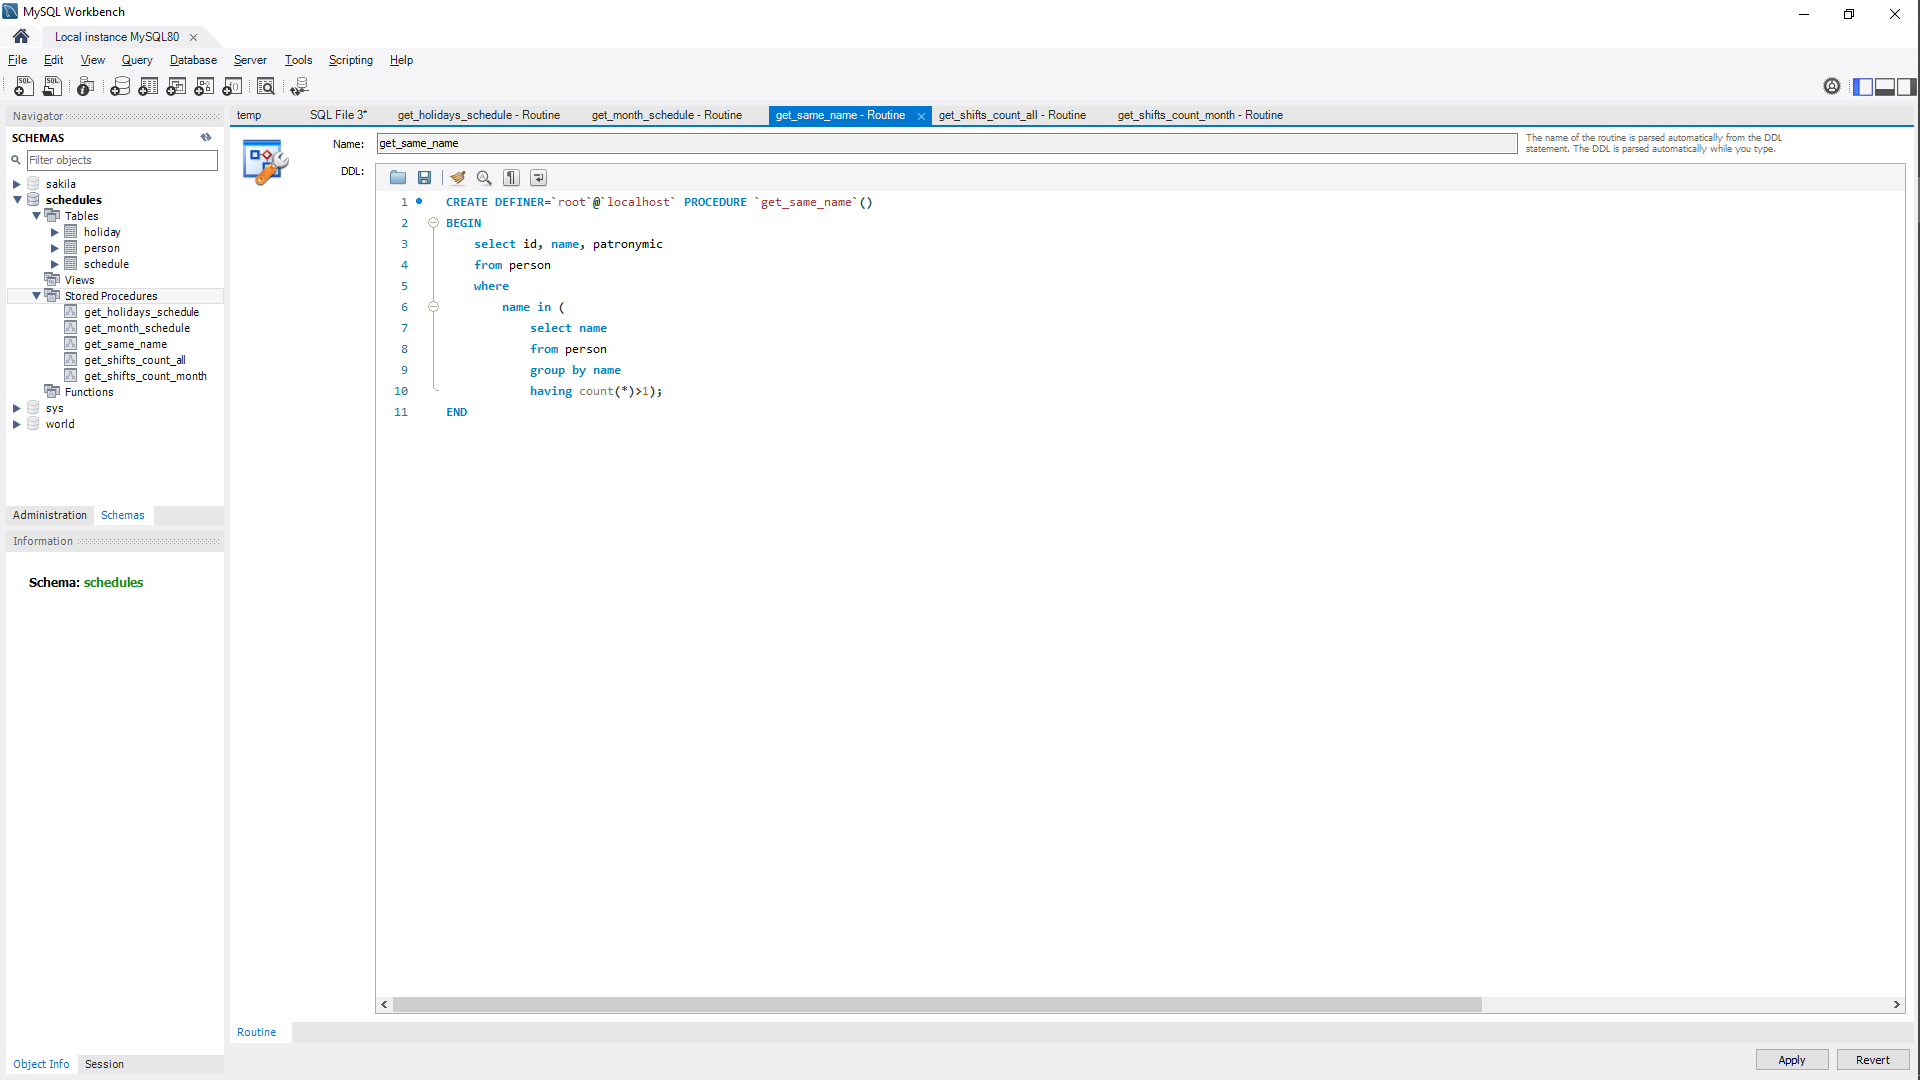 MySQL Workbench
Local instance MySQL80
File Edit View Query Database Server Tools Scripting Help
Navigator
SCHEMAS
Filter objects
sakila
schedules
Tables
holiday
person
schedule
Views
Stored Procedures
get_holidays_schedule
get_month_schedule
get_same_name
get_shifts_count_all
get_shifts_count_month
Functions
sys
world
Administration Schemas
Information
Schema: schedules
Object Info Session
temp SQL File 3* get_holidays_schedule - Routine get_month_schedule - Routine get_same_name - Routine get_shifts_count_all - Routine get_shifts_count_month - Routine
Name: get_same_name
The name of the routine is parsed automatically from the DDL
statement. The DDL is parsed automatically while you type.
DDL:
1 CREATE DEFINER=`root`@`localhost` PROCEDURE `get_same_name`()
2 BEGIN
3 select id, name, patronymic
4 from person
5 where
6 name in (
7 select name
8 from person
9 group by name
10 having count(*)>1);
11 END
Routine
Apply Revert